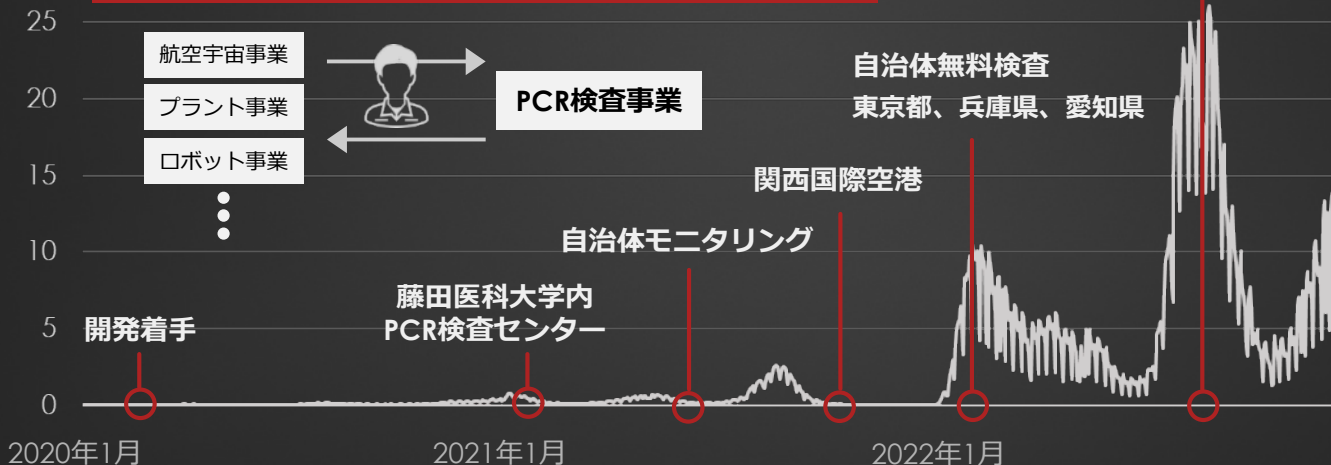 25
20
15
10
5
0
航空宇宙事業
プラント事業
ロボット事業
PCR検査事業
自治体無料検査
東京都、兵庫県、愛知県
関西国際空港
自治体モニタリング
藤田医科大学内
PCR検査センター
開発着手
2020年1月
2021年1月
2022年1月